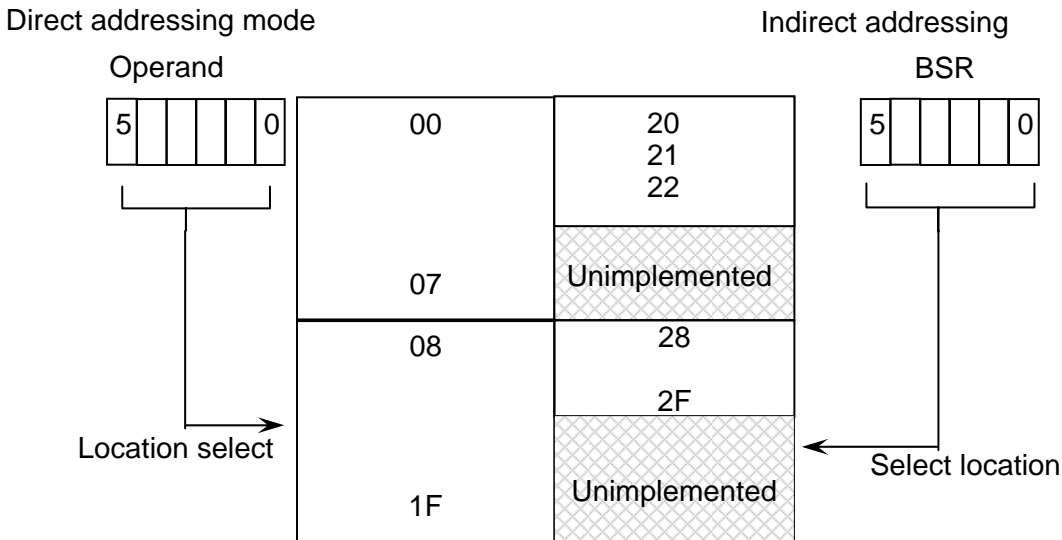 Direct addressing mode
Indirect addressing
Operand
BSR
5 0
00
20
5 0
21
22
07
Unimplemented
08
28
2F
Location select
Select location
1F
Unimplemented